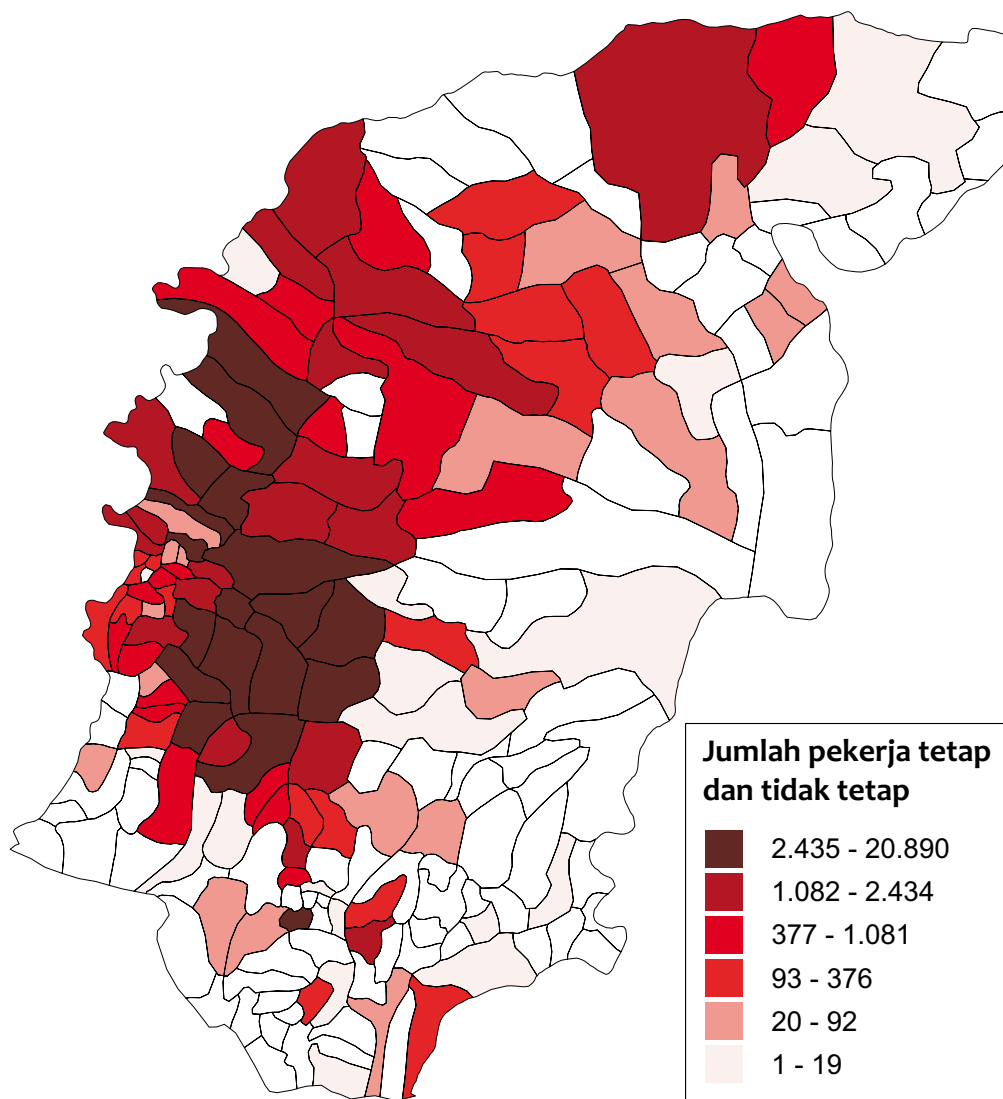 Jumlah pekerja tetap
dan tidak tetap
2.435 - 20.890
1.082 - 2.434
377 - 1.081
93 - 376
20 - 92
1 - 19